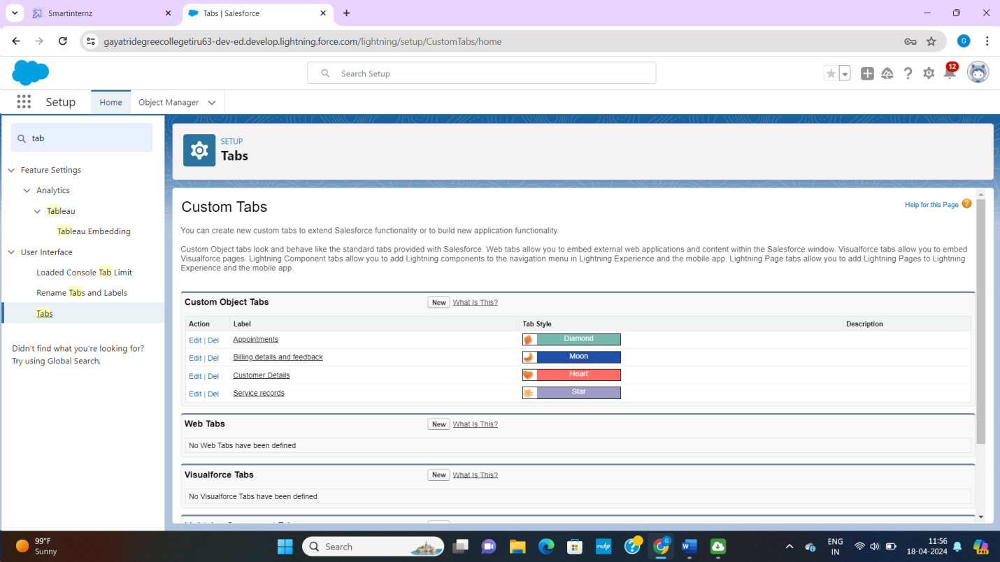 Smartinternz
Tabs | Salesforce
gayatridegreecollegetiru63-dev-ed.develop.lightning.force.com/lightning/setup/CustomTabs/home
G
Search Setup
12
Setup
Home
Object Manager
tab
Feature Settings
Analytics
Tableau
Tableau Embedding
User Interface
Loaded Console Tab Limit
Rename Tabs and Labels
Tabs
Didn't find what you're looking for?
Try using Global Search.
SETUP
Tabs
Custom Tabs
Help for this Page
You can create new custom tabs to extend Salesforce functionality or to build new application functionality.
Custom Object tabs look and behave like the standard tabs provided with Salesforce. Web tabs allow you to embed external web applications and content within the Salesforce window. Visualforce tabs allow you to embed
Visualforce pages. Lightning Component tabs allow you to add Lightning components to the navigation menu in Lightning Experience and the mobile app. Lightning Page tabs allow you to add Lightning Pages to Lightning
Experience and the mobile app.
Custom Object Tabs New What Is This?
Action Label Tab Style Description
Edit | Del Appointments Diamond
Edit | Del Billing details and feedback Moon
Edit | Del Customer Details Heart
Edit | Del Service records Star
Web Tabs New What Is This?
No Web Tabs have been defined
Visualforce Tabs New What Is This?
No Visualforce Tabs have been defined
99°F
Sunny
Search
myhp
G
W
ENG
IN
11:56
18-04-2024
PRE